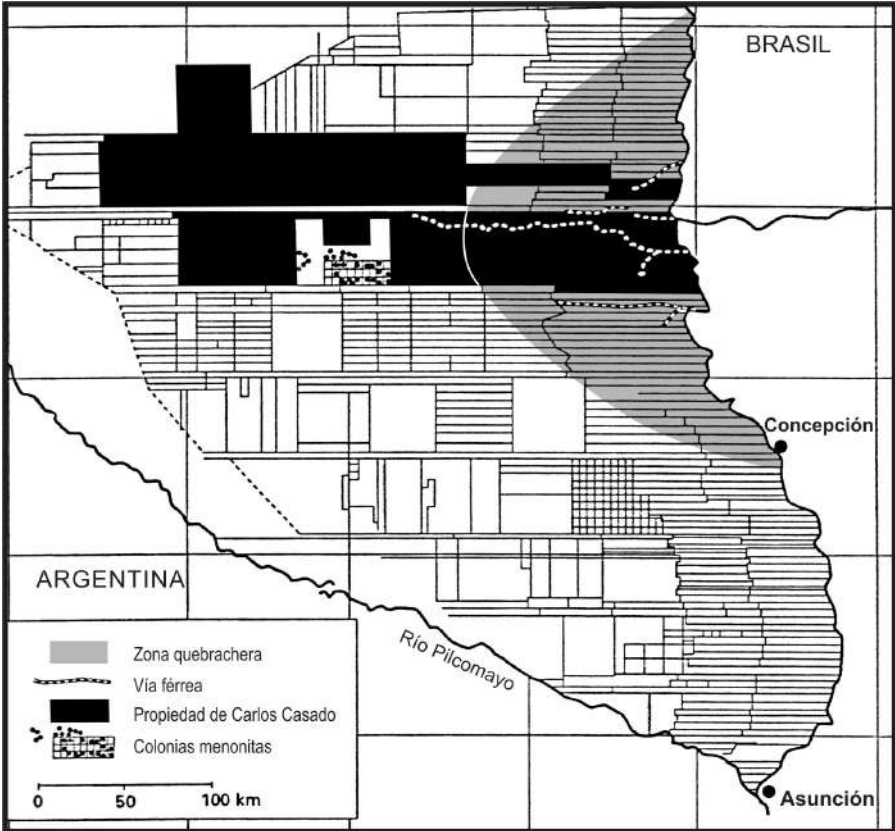 BRASIL
Concepción
ARGENTINA
Río Pilcomayo
Zona quebrachera
Vía férrea
Propiedad de Carlos Casado
Colonias menonitas
0 50 100 km
Asunción